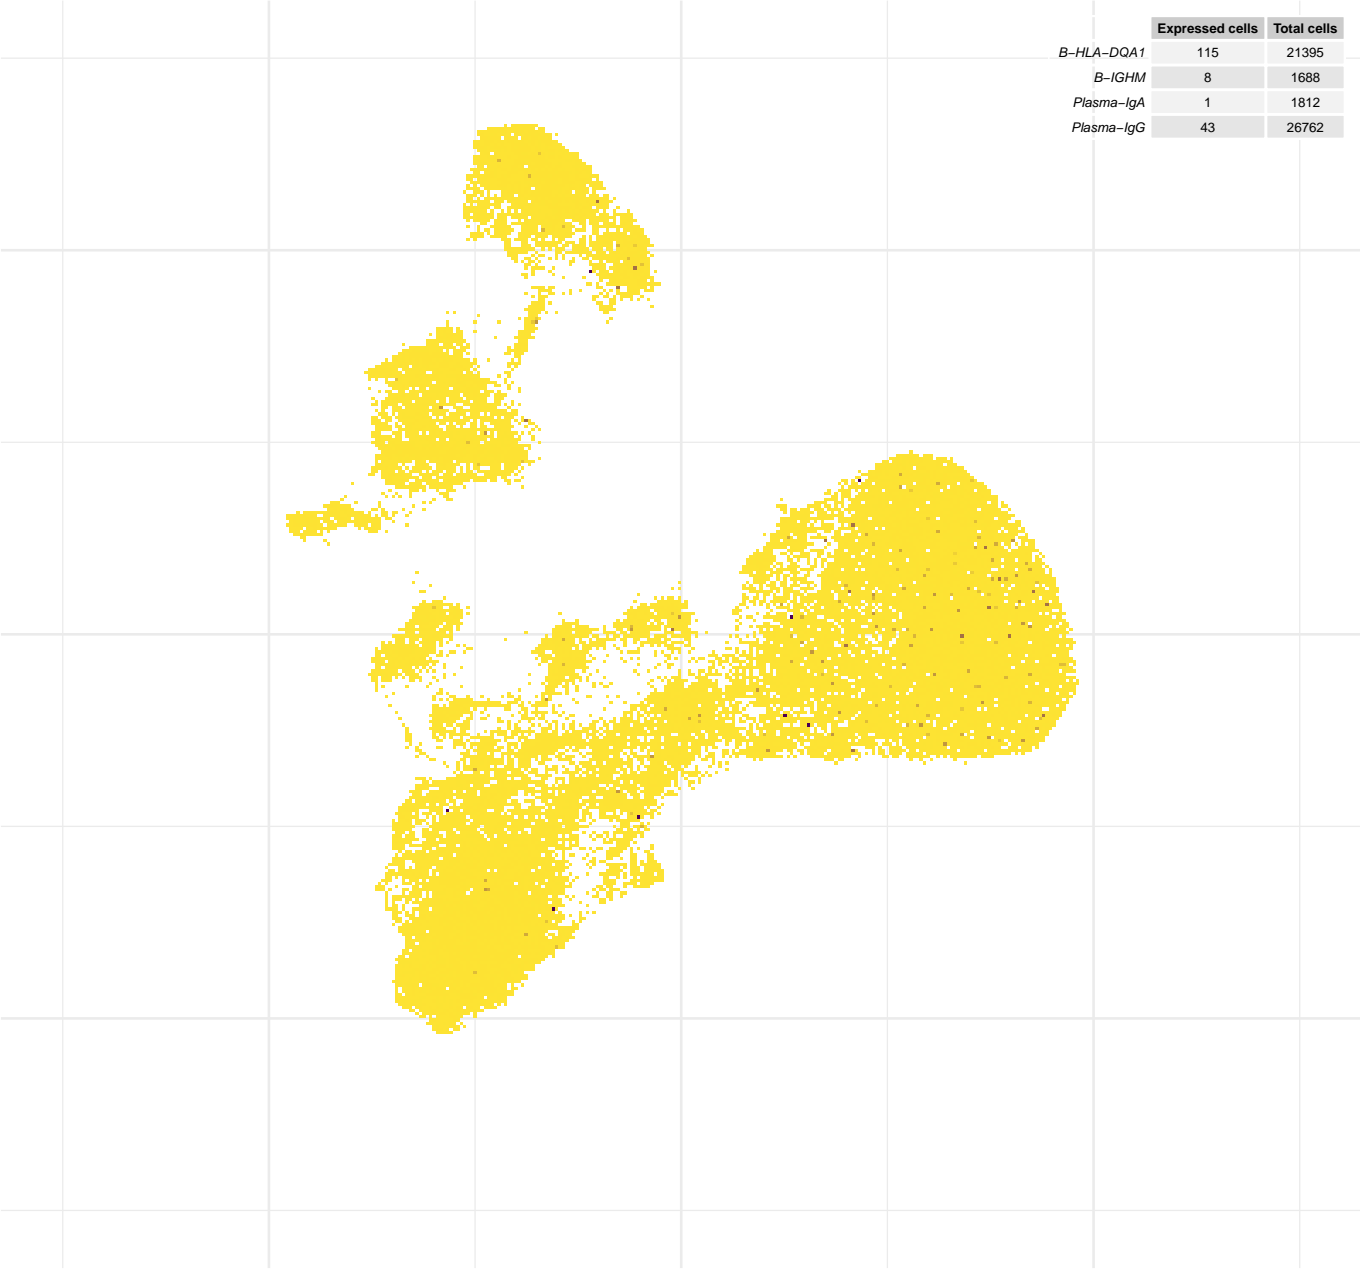 Expressed cells Total cells
B−HLA−DQA1 115 21395
B−IGHM 8 1688
Plasma−IgA 1 1812
Plasma−IgG 43 26762